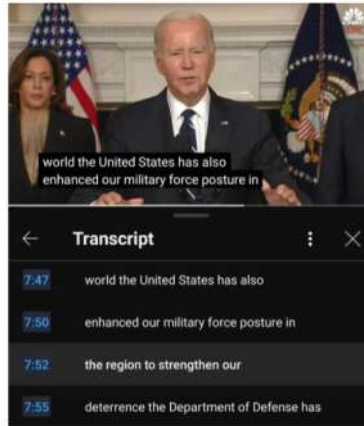 world the United States has also
enhanced our military force posture in
Transcript
7:47 world the United States has also
7:50 enhanced our military force posture in
7:52 the region to strengthen our
7:55 deterrence the Department of Defense has